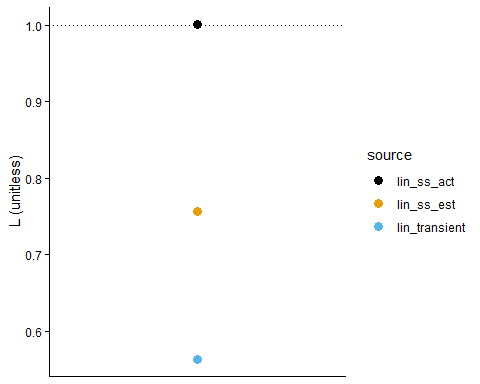 1.0
0.9
0.8
0.7
0.6
L (unitless)
source
lin_ss_act
lin_ss_est
lin_transient